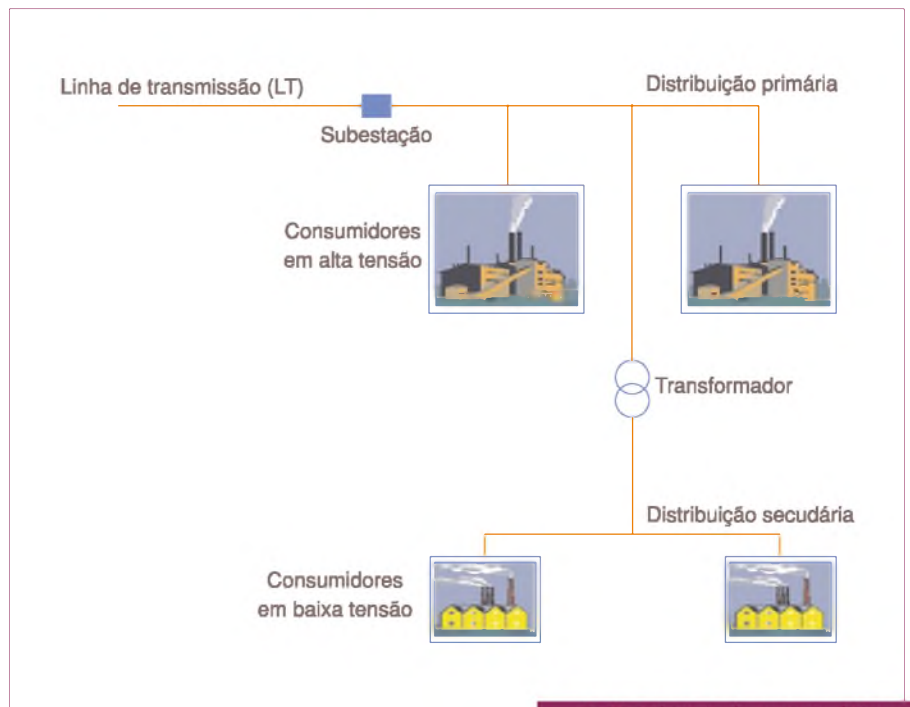 Linha de transmissão (LT)
Distribuição primária
Subestação
Consumidores
em alta tensão
Transformador
Distribuição secudária
Consumidores
em baixa tensão